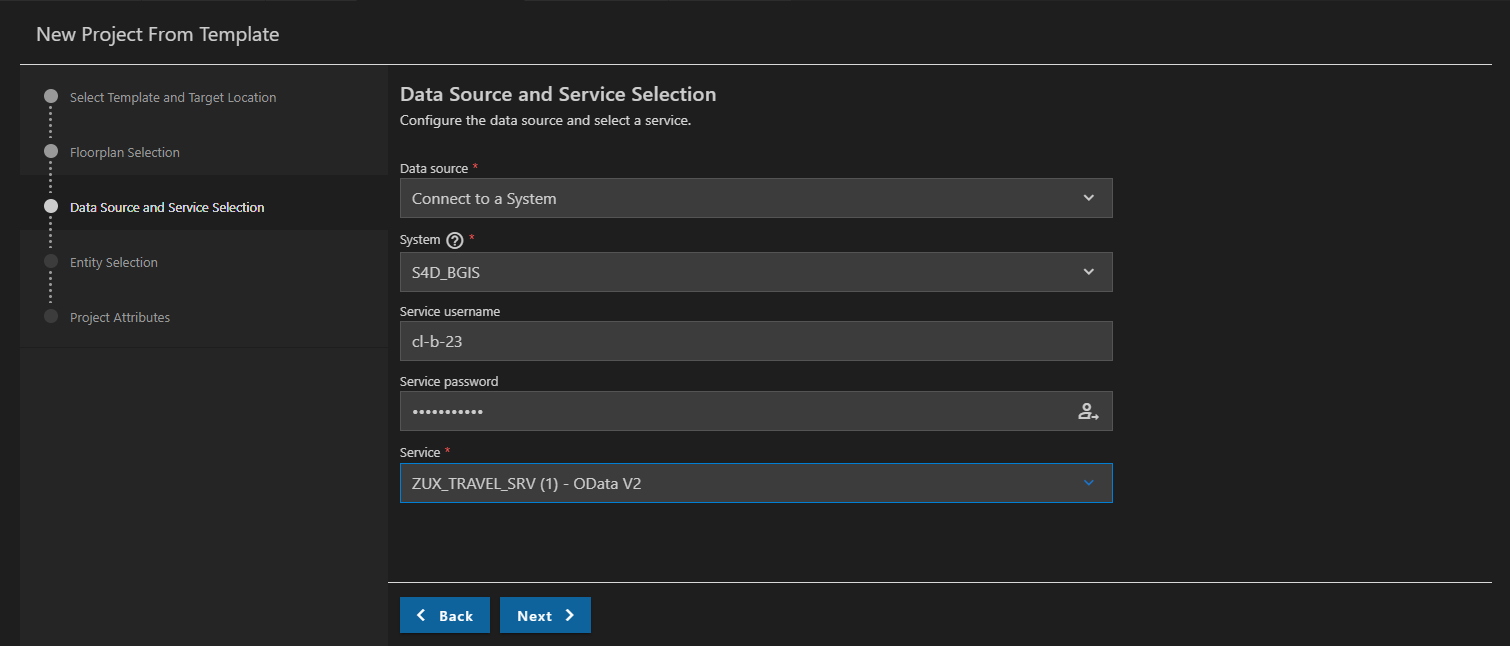 New Project From Template
Select Template and Target Location
Floorplan Selection
Data Source and Service Selection
Entity Selection
Project Attributes
Data Source and Service Selection
Configure the data source and select a service.
Data source *
Connect to a System
System ? *
S4D_BGIS
Service username
cl-b-23
Service password
•••••••••••
Service *
ZUX_TRAVEL_SRV (1) - OData V2
Back
Next